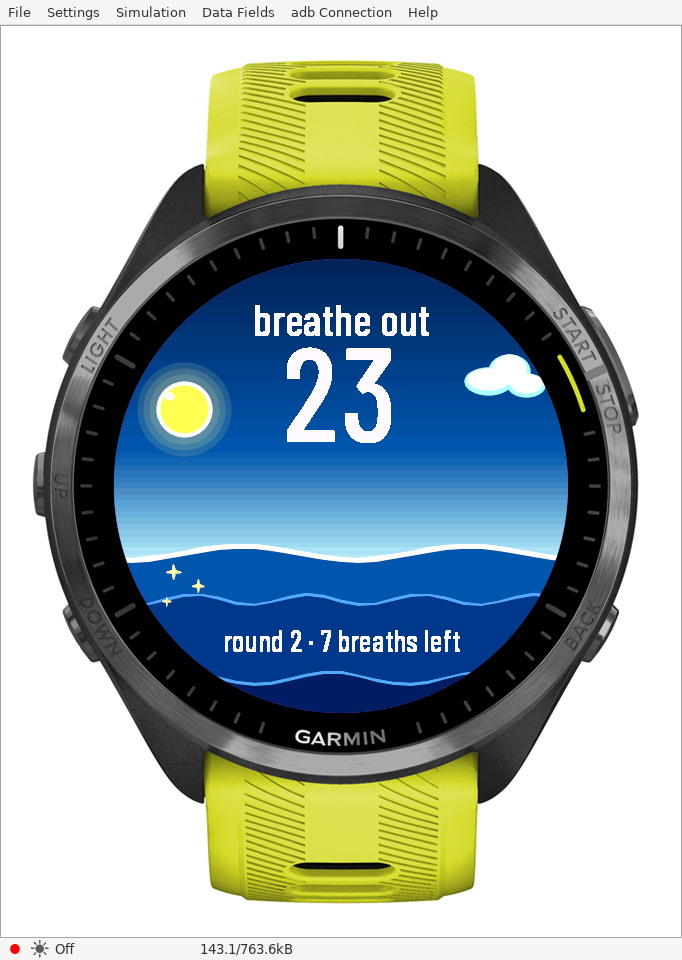 File Settings Simulation Data Fields adb Connection Help
LIGHT
START
STOP
UP
DOWN
BACK
breathe out
23
round 2 · 7 breaths left
GARMIN
Off 143.1/763.6kB